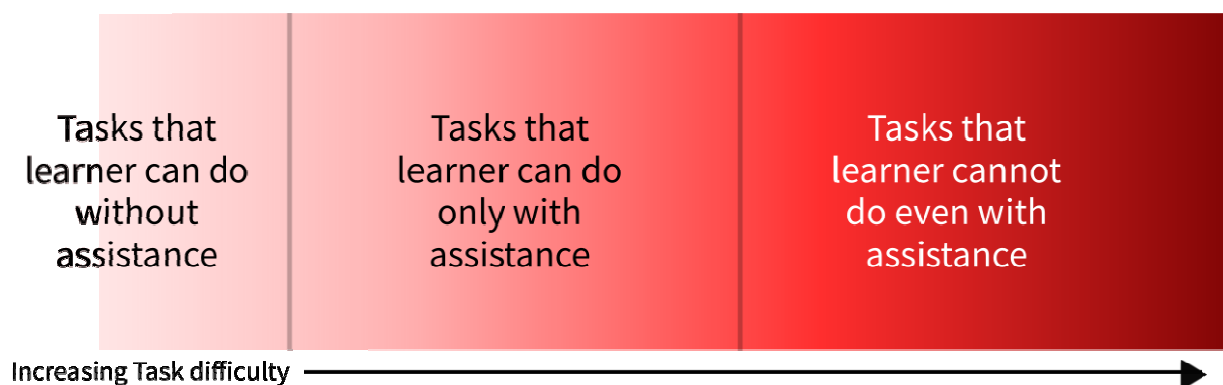 Tasks that
learner can do
without
assistance
Tasks that
learner can do
only with
assistance
Tasks that
learner cannot
do even with
assistance
Increasing Task difficulty